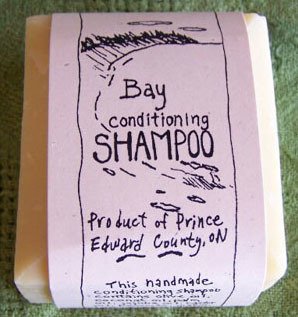 Bay
conditioning
SHAMPOO
Product of Prince
Edward County, ON
This handmade
conditioning shampoo
contains olive oil,